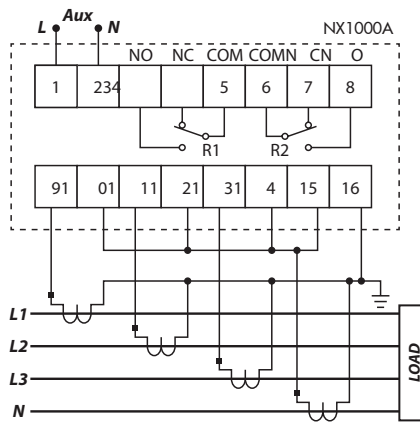 L Aux N
NX1000A
NO NC COM COMN CN O
1 234 5 6 7 8
R1 R2
91 01 11 21 31 4 15 16
L1
L2
L3
N
LOAD